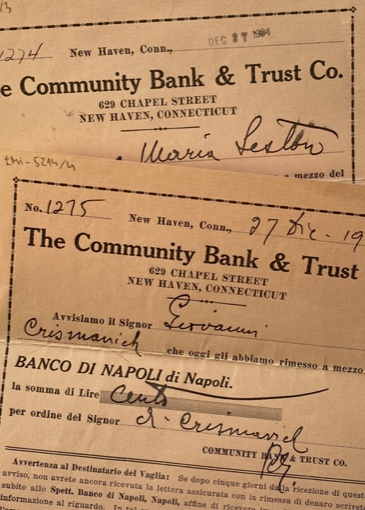 1274 New Haven, Conn., DEC 27 1934
e Community Bank & Trust Co.
629 CHAPEL STREET
NEW HAVEN, CONNECTICUT
Maria
a mezzo del
No. 1275 New Haven, Conn., 27 Dic. 19
The Community Bank & Trust
629 CHAPEL STREET
NEW HAVEN, CONNECTICUT
Avvisiamo il Signor Giovanni
Crismanich che oggi gli abbiamo rimesso a mezzo
BANCO DI NAPOLI di Napoli.
la somma di Lire Cento
per ordine del Signor
COMMUNITY BANK & TRUST CO.
Avvertenza al Destinatario del Vaglia: Se dopo cinque giorni dalla ricezione di quest
avviso, non avrete ancora ricevuta la lettera assicurata con la rimessa di denaro scrivet
subito allo Spett. Banco di Napoli, Napoli, affine di ricevere
informazione al riguardo. In